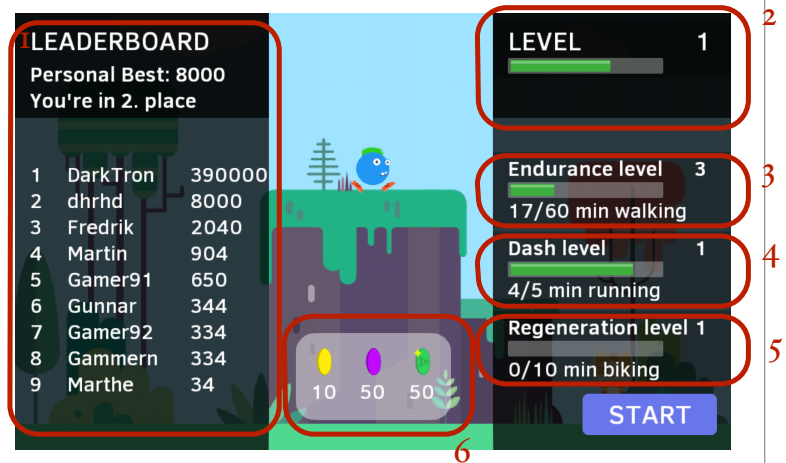 1
LEADERBOARD
Personal Best: 8000
You're in 2. place
1 DarkTron 390000
2 dhrhd 8000
3 Fredrik 2040
4 Martin 904
5 Gamer91 650
6 Gunnar 344
7 Gamer92 334
8 Gammern 334
9 Marthe 34
10 50 50
6
2
LEVEL 1
3
Endurance level 3
17/60 min walking
4
Dash level 1
4/5 min running
5
Regeneration level 1
0/10 min biking
START